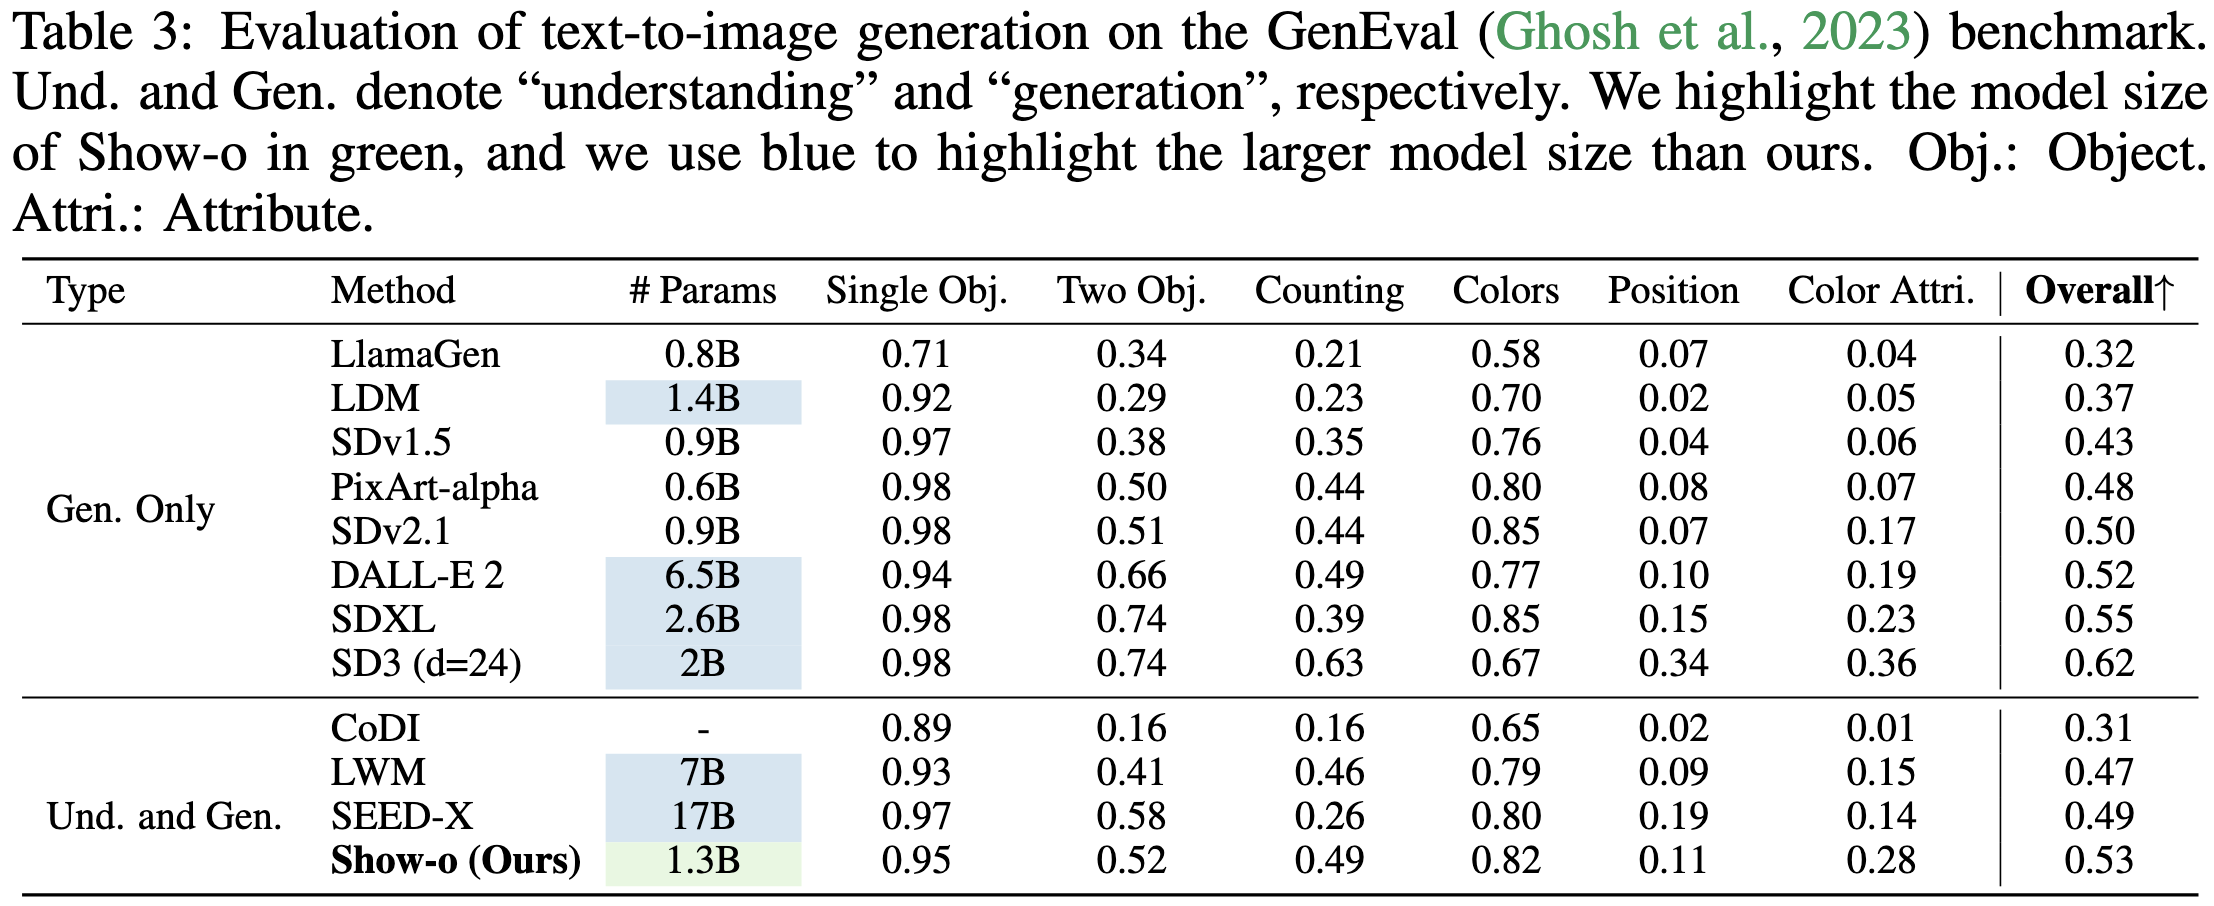 Table 3: Evaluation of text-to-image generation on the GenEval (Ghosh et al., 2023) benchmark.
Und. and Gen. denote “understanding” and “generation”, respectively. We highlight the model size
of Show-o in green, and we use blue to highlight the larger model size than ours. Obj.: Object.
Attri.: Attribute.
Type Method # Params Single Obj. Two Obj. Counting Colors Position Color Attri. Overall↑
LlamaGen 0.8B 0.71 0.34 0.21 0.58 0.07 0.04 0.32
LDM 1.4B 0.92 0.29 0.23 0.70 0.02 0.05 0.37
SDv1.5 0.9B 0.97 0.38 0.35 0.76 0.04 0.06 0.43
PixArt-alpha 0.6B 0.98 0.50 0.44 0.80 0.08 0.07 0.48
Gen. Only
SDv2.1 0.9B 0.98 0.51 0.44 0.85 0.07 0.17 0.50
DALL-E 2 6.5B 0.94 0.66 0.49 0.77 0.10 0.19 0.52
SDXL 2.6B 0.98 0.74 0.39 0.85 0.15 0.23 0.55
SD3 (d=24) 2B 0.98 0.74 0.63 0.67 0.34 0.36 0.62
CoDI - 0.89 0.16 0.16 0.65 0.02 0.01 0.31
LWM 7B 0.93 0.41 0.46 0.79 0.09 0.15 0.47
Und. and Gen. SEED-X 17B 0.97 0.58 0.26 0.80 0.19 0.14 0.49
Show-o (Ours) 1.3B 0.95 0.52 0.49 0.82 0.11 0.28 0.53